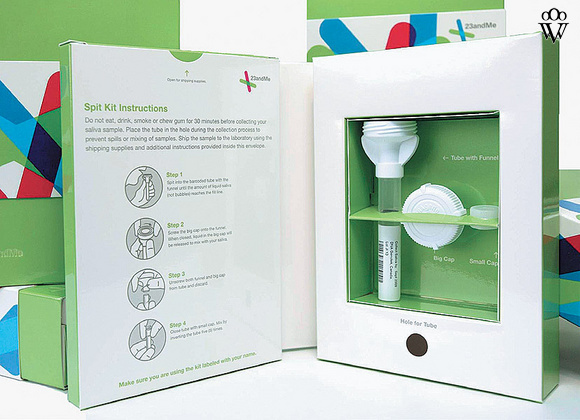 W
23andMe
Open for shipping supplies.
23andMe
Spit Kit Instructions
Do not eat, drink, smoke or chew gum for 30 minutes before collecting your
saliva sample. Place the tube in the hole during the collection process to
prevent spills or mixing of samples. Ship the sample to the laboratory using the
shipping supplies and additional instructions provided inside this envelope.
Step 1
Spit into the barcoded tube with the
funnel until the amount of liquid saliva
(not bubbles) reaches the fill line.
Step 2
Screw the big cap onto the funnel.
When closed, liquid in the big cap will
be released to mix with your saliva.
Step 3
Unscrew both funnel and big cap
from tube and discard.
Step 4
Close tube with small cap. Mix by
inverting the tube five (5) times.
Make sure you are using the kit labeled with your name.
← Tube with Funnel
Big Cap
Small Cap
Hole for Tube
ndMe